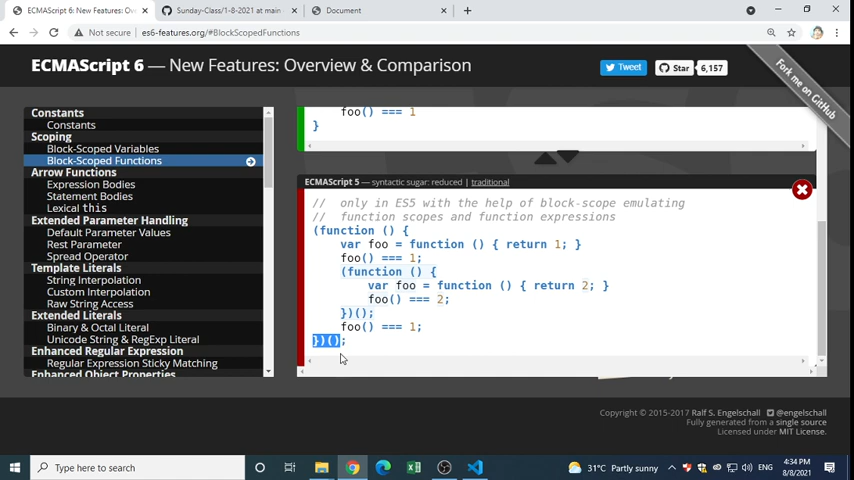 ECMAScript 6: New Features: Ove
Sunday-Class/1-8-2021 at main
Document
Not secure | es6-features.org/#BlockScopedFunctions
ECMAScript 6 — New Features: Overview & Comparison
Tweet
Star
6,157
Fork me on GitHub
Constants
Constants
Scoping
Block-Scoped Variables
Block-Scoped Functions
Arrow Functions
Expression Bodies
Statement Bodies
Lexical this
Extended Parameter Handling
Default Parameter Values
Rest Parameter
Spread Operator
Template Literals
String Interpolation
Custom Interpolation
Raw String Access
Extended Literals
Binary & Octal Literal
Unicode String & RegExp Literal
Enhanced Regular Expression
Regular Expression Sticky Matching
Enhanced Object Properties
foo() === 1
}
ECMAScript 5 — syntactic sugar: reduced | traditional
// only in ES5 with the help of block-scope emulating
// function scopes and function expressions
(function () {
var foo = function () { return 1; }
foo() === 1;
(function () {
var foo = function () { return 2; }
foo() === 2;
})();
foo() === 1;
})();
Copyright © 2015-2017 Ralf S. Engelschall @engelschall
Fully generated from a single source
Licensed under MIT License.
Type here to search
31°C Partly sunny
ENG
4:34 PM
8/8/2021